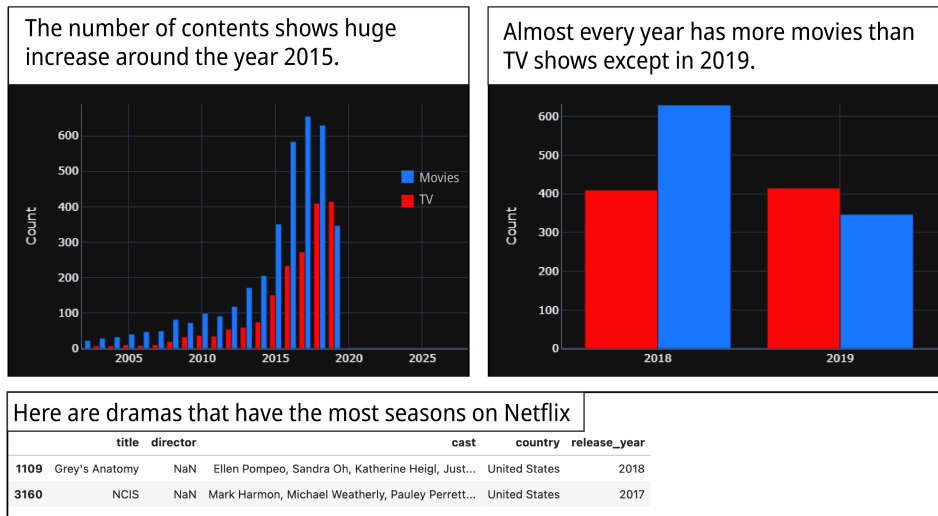 The number of contents shows huge
increase around the year 2015.
Count
600
500
400
300
200
100
0
2005
2010
2015
2020
2025
Movies
TV
Almost every year has more movies than
TV shows except in 2019.
Count
600
500
400
300
200
100
0
2018
2019
Here are dramas that have the most seasons on Netflix
title director cast country release_year
1109 Grey's Anatomy NaN Ellen Pompeo, Sandra Oh, Katherine Heigl, Just... United States 2018
3160 NCIS NaN Mark Harmon, Michael Weatherly, Pauley Perrett... United States 2017